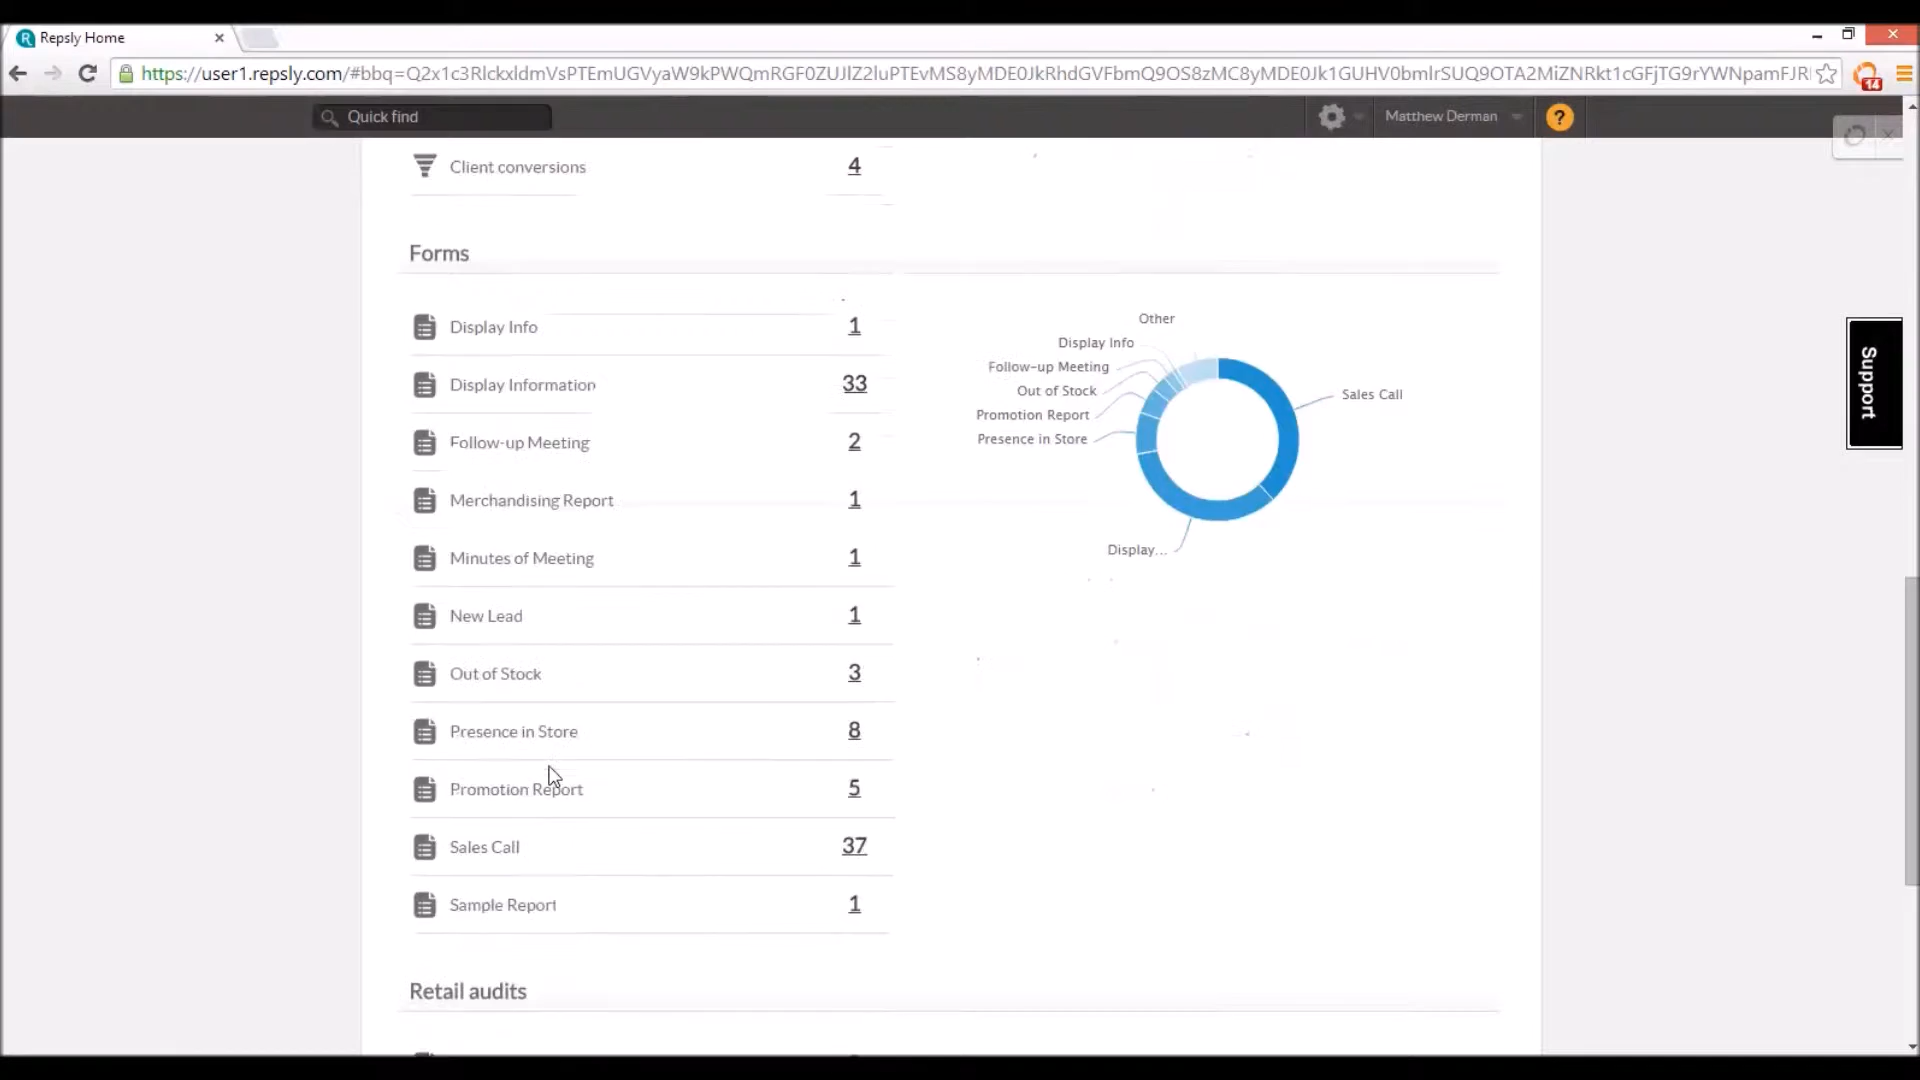 Repsly Home
https://user1.repsly.com/#bbq=Q2x1c3RlckxldmVsPTEmUGVyaW9kPWQmRGF0ZUJlZ2luPTEvMS8yMDE0JkRhdGVFbmQ9OS8zMC8yMDE0Jk1GUHV0bmlrSUQ9OTA2MiZNRkt1cGFjTG9rYWNpamFJR
14
Quick find
Matthew Derman
?
Client conversions 4
Forms
Display Info 1
Display Information 33
Follow-up Meeting 2
Merchandising Report 1
Minutes of Meeting 1
New Lead 1
Out of Stock 3
Presence in Store 8
Promotion Report 5
Sales Call 37
Sample Report 1
Other
Display Info
Follow-up Meeting
Out of Stock
Promotion Report
Presence in Store
Sales Call
Display...
Support
Retail audits